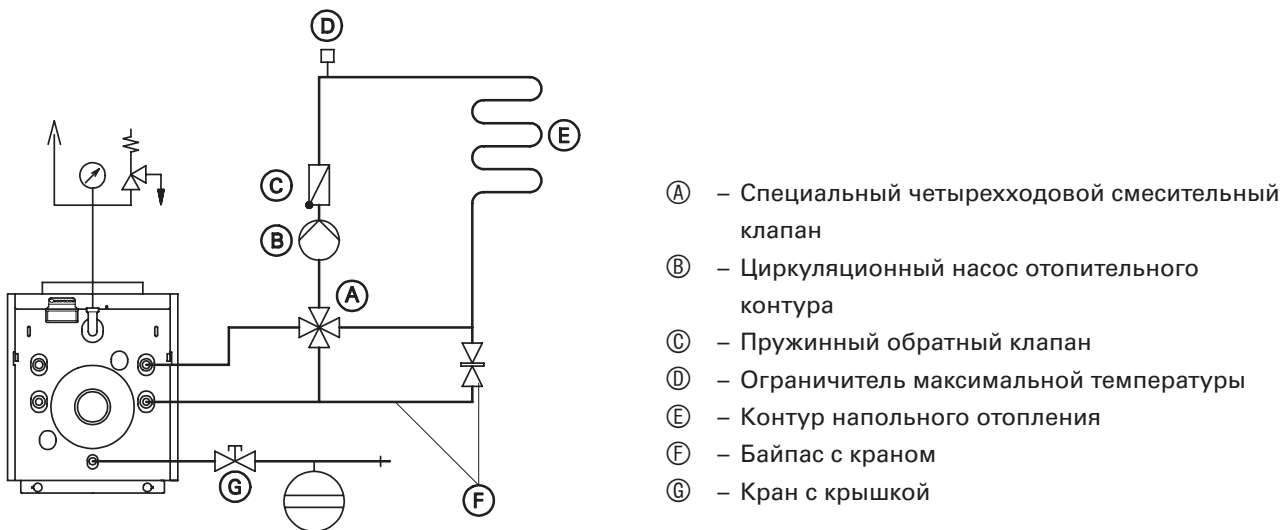 D
E
C
B
A
G
F
Ⓐ – Специальный четырехходовой смесительный
клапан
Ⓑ – Циркуляционный насос отопительного
контура
Ⓒ – Пружинный обратный клапан
Ⓓ – Ограничитель максимальной температуры
Ⓔ – Контур напольного отопления
Ⓕ – Байпас с краном
Ⓖ – Кран с крышкой